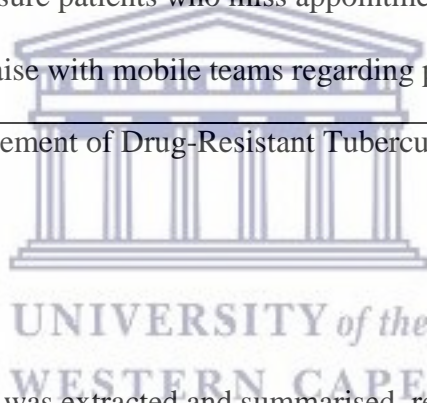 sure patients who miss appointme
aise with mobile teams regarding p
ement of Drug-Resistant Tubercu
UNIVERSITY of the
WESTERN CAPE
was extracted and summarised, re